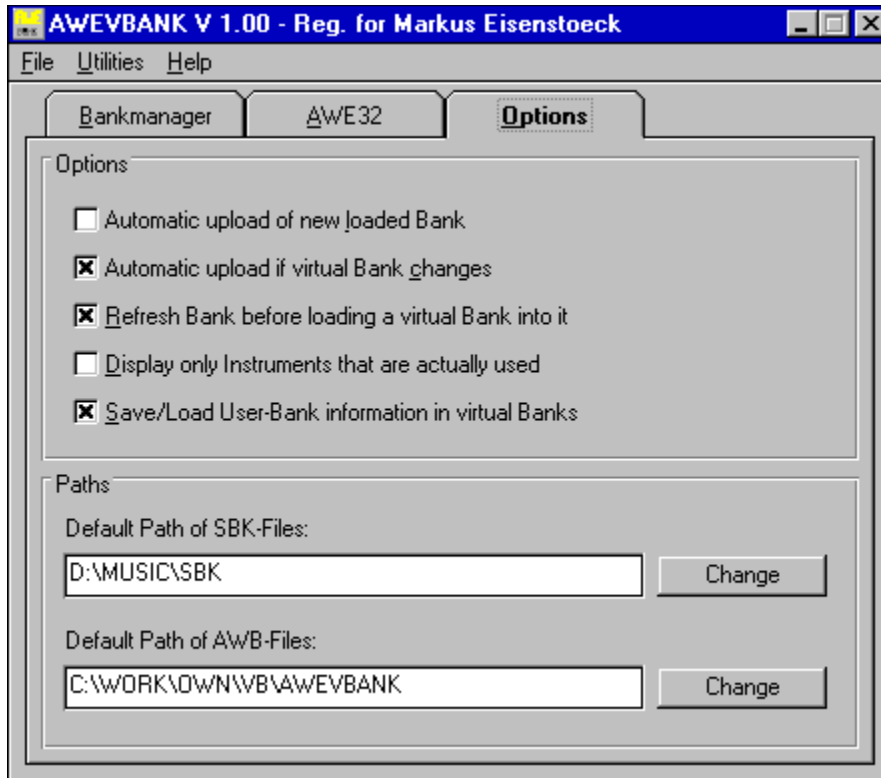 AWEVBANK V 1.00 - Reg. for Markus Eisenstoeck
File Utilities Help
Bankmanager AWE32 Options
Options
Automatic upload of new loaded Bank
Automatic upload if virtual Bank changes
Refresh Bank before loading a virtual Bank into it
Display only Instruments that are actually used
Save/Load User-Bank information in virtual Banks
Paths
Default Path of SBK-Files:
D:\MUSIC\SBK Change
Default Path of AWB-Files:
C:\WORK\OWN\VB\AWEVBANK Change